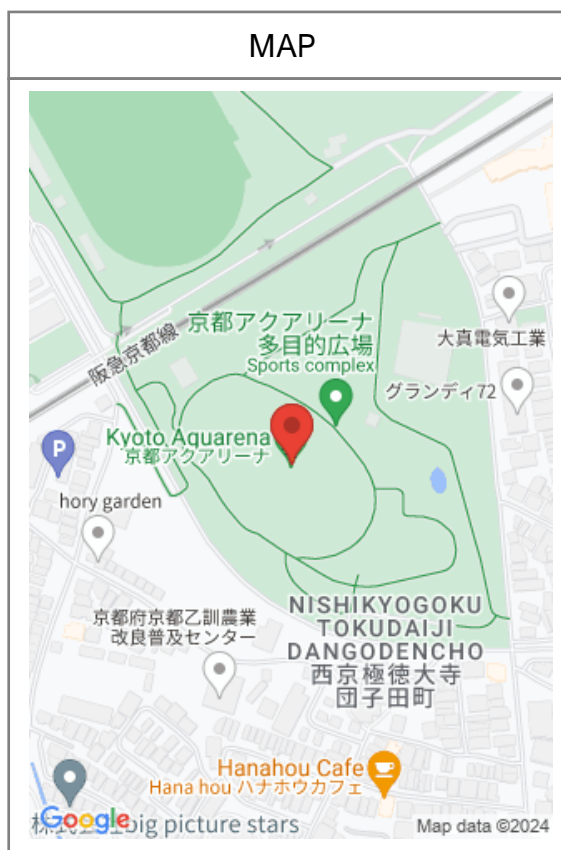 MAP
阪急京都線
京都アクアリーナ
多目的広場
Sports complex
大真電気工業
グランディ72
Kyoto Aquarena
京都アクアリーナ
P
hory garden
京都府京都乙訓農業
改良普及センター
NISHIKYOGOKU
TOKUDAIJI
DANGODENCHO
西京極徳大寺
団子田町
Hanahou Cafe
Hana hou ハナホウカフェ
Google
big picture stars
Map data ©2024